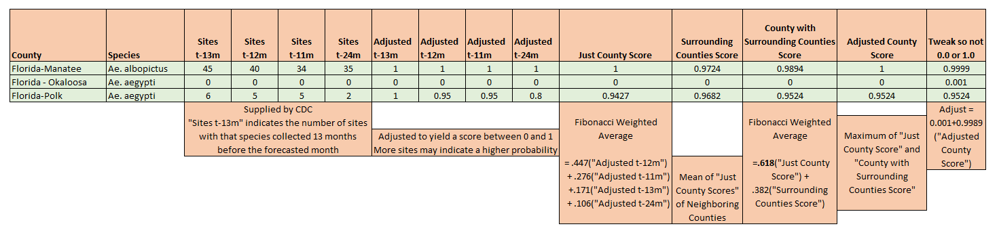 County Species Sites t-13m Sites t-12m Sites t-11m Sites t-24m Adjusted t-13m Adjusted t-12m Adjusted t-11m Adjusted t-24m Just County Score Surrounding Counties Score County with Surrounding Counties Score Adjusted County Score Tweak so not 0.0 or 1.0
Florida-Manatee Ae. albopictus 45 40 34 35 1 1 1 1 1 0.9724 0.9894 1 0.9999
Florida - Okaloosa Ae. aegypti 0 0 0 0 0 0 0 0 0 0 0 0 0.001
Florida-Polk Ae. aegypti 6 5 5 2 1 0.95 0.95 0.8 0.9427 0.9682 0.9524 0.9524 0.9524
Supplied by CDC
"Sites t-13m" indicates the number of sites
with that species collected 13 months
before the forecasted month
Adjusted to yield a score between 0 and 1
More sites may indicate a higher probability
Fibonacci Weighted
Average
= .447("Adjusted t-12m")
+ .276("Adjusted t-11m")
+.171("Adjusted t-13m")
+ .106("Adjusted t-24m")
Mean of "Just
County Scores"
of Neighboring
Counties
Fibonacci Weighted
Average
=.618("Just County
Score") +
.382("Surrounding
Counties Score")
Maximum of "Just
County Score" and
"County with
Surrounding
Counties Score"
Adjust =
0.001+0.9989
("Adjusted
County
Score")